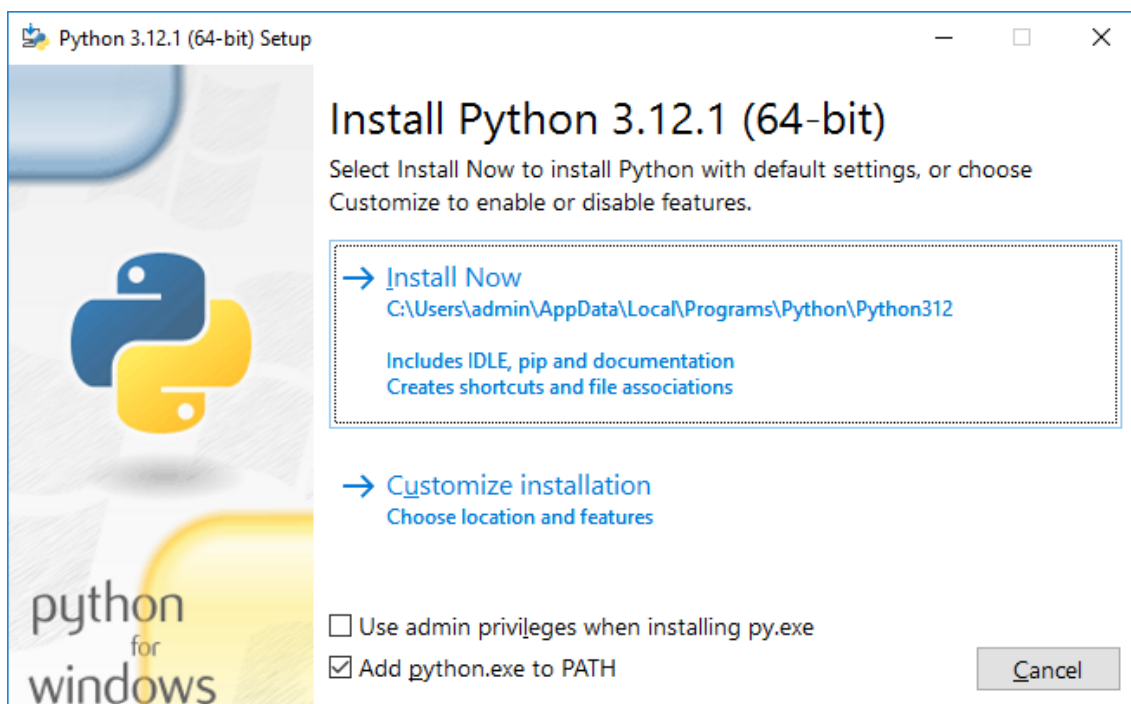 Python 3.12.1 (64-bit) Setup
Install Python 3.12.1 (64-bit)
Select Install Now to install Python with default settings, or choose
Customize to enable or disable features.
Install Now
C:\Users\admin\AppData\Local\Programs\Python\Python312
Includes IDLE, pip and documentation
Creates shortcuts and file associations
Customize installation
Choose location and features
Use admin privileges when installing py.exe
Add python.exe to PATH
Cancel
python
for
windows